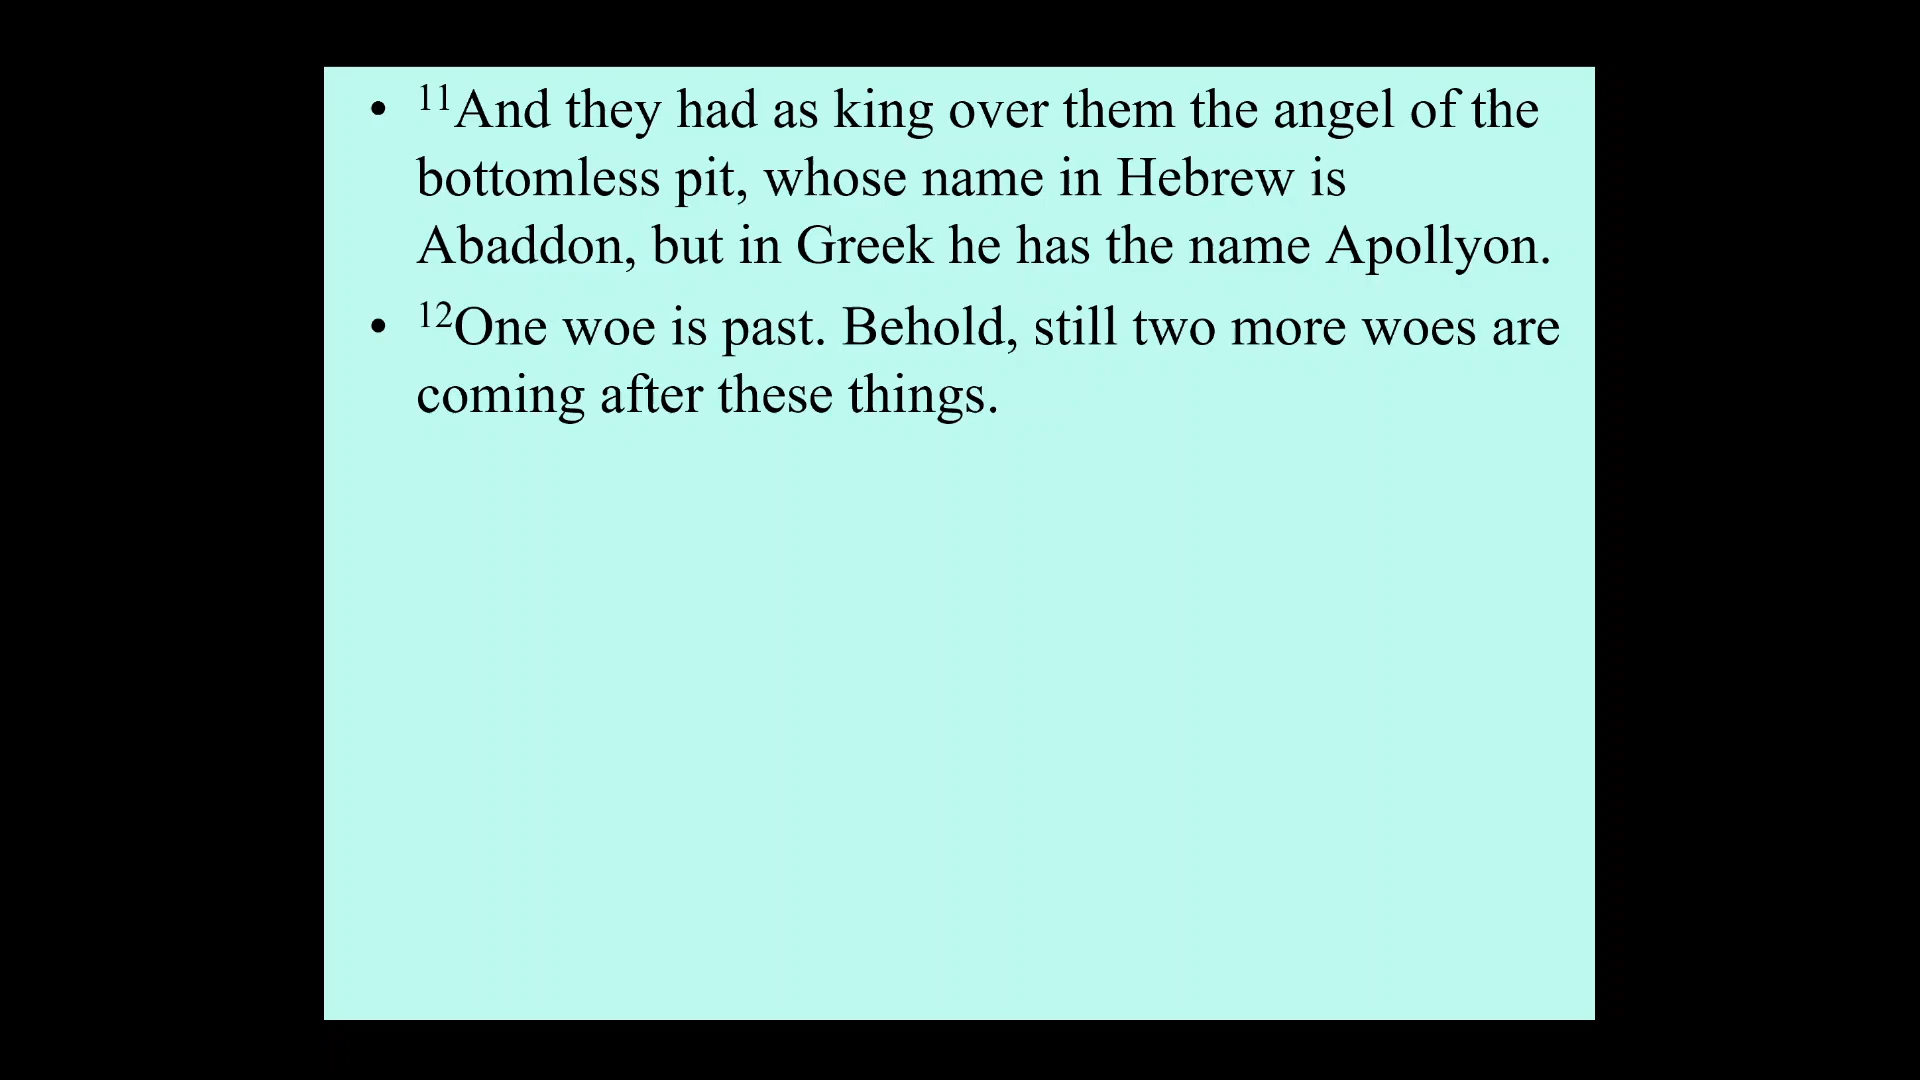 • ¹¹And they had as king over them the angel of the
bottomless pit, whose name in Hebrew is
Abaddon, but in Greek he has the name Apollyon.
• ¹²One woe is past. Behold, still two more woes are
coming after these things.